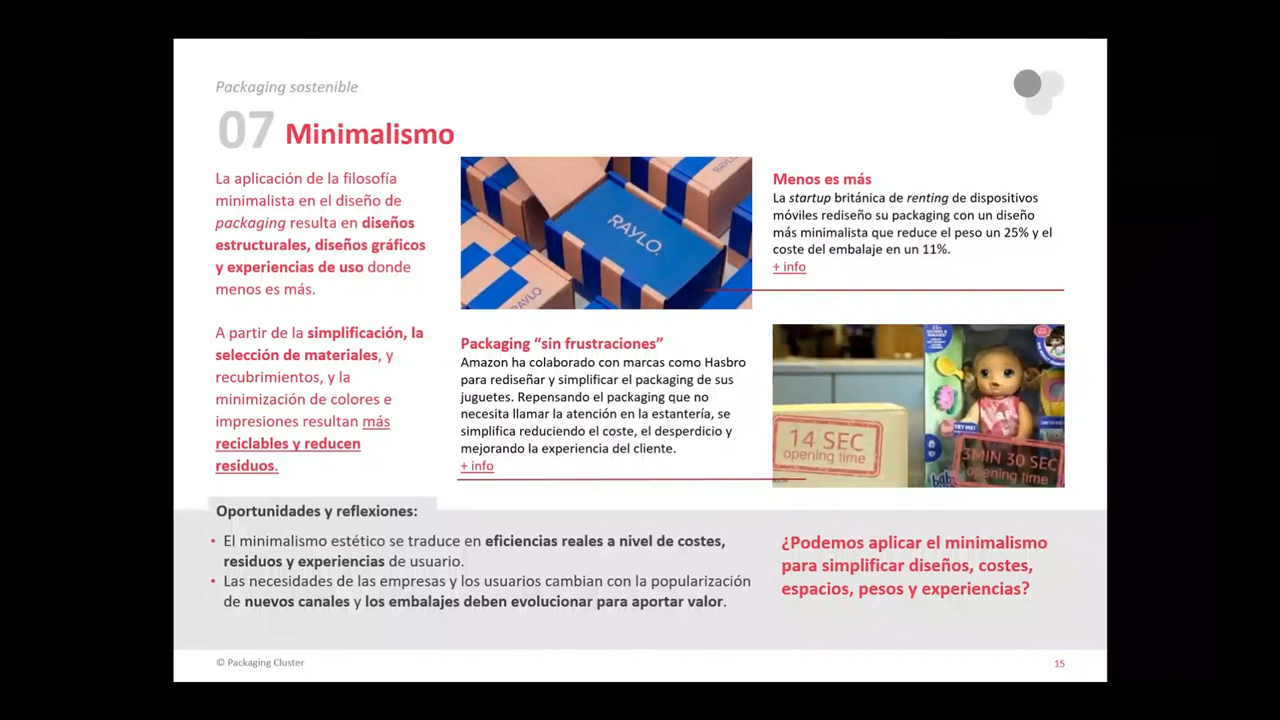 Packaging sostenible
07 Minimalismo
La aplicación de la filosofía
minimalista en el diseño de
packaging resulta en diseños
estructurales, diseños gráficos
y experiencias de uso donde
menos es más.
A partir de la simplificación, la
selección de materiales, y
recubrimientos, y la
minimización de colores e
impresiones resultan más
reciclables y reducen
residuos.
RAYLO
RAYLO.
RAYLO.
Menos es más
La startup británica de renting de dispositivos
móviles rediseño su packaging con un diseño
más minimalista que reduce el peso un 25% y el
coste del embalaje en un 11%.
+ info
Packaging “sin frustraciones”
Amazon ha colaborado con marcas como Hasbro
para rediseñar y simplificar el packaging de sus
juguetes. Repensando el packaging que no
necesita llamar la atención en la estantería, se
simplifica reduciendo el coste, el desperdicio y
mejorando la experiencia del cliente.
+ info
14 SEC
opening time
TRY ME!
3MIN 30 SEC
opening time
baby
Oportunidades y reflexiones:
• El minimalismo estético se traduce en eficiencias reales a nivel de costes,
residuos y experiencias de usuario.
• Las necesidades de las empresas y los usuarios cambian con la popularización
de nuevos canales y los embalajes deben evolucionar para aportar valor.
¿Podemos aplicar el minimalismo
para simplificar diseños, costes,
espacios, pesos y experiencias?
© Packaging Cluster
15